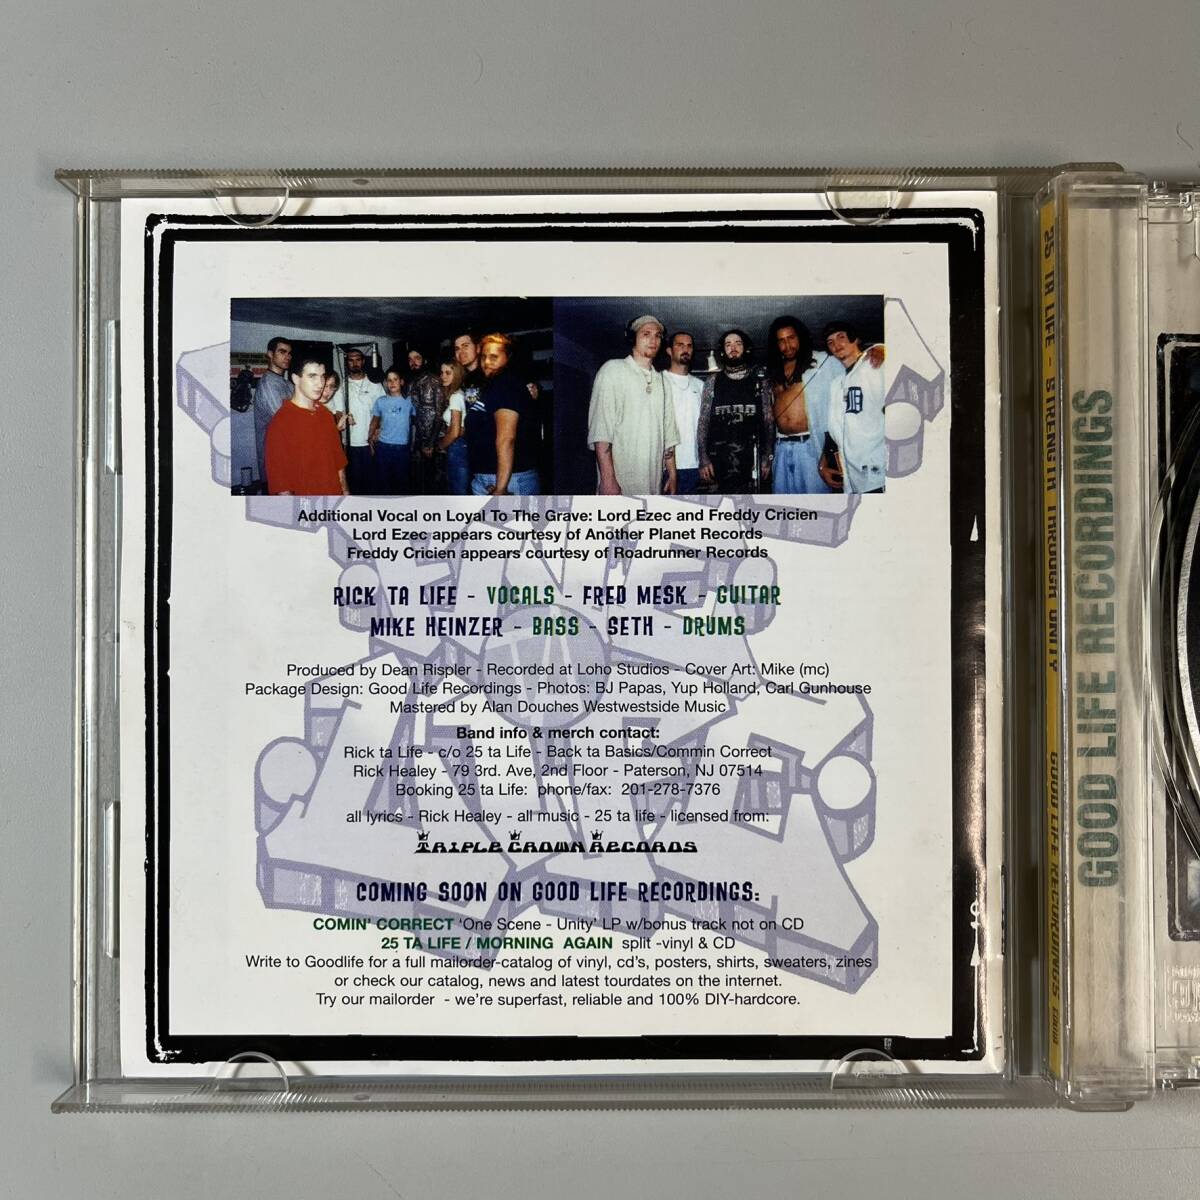 Additional Vocal on Loyal To The Grave: Lord Ezec and Freddy Cricien
Lord Ezec appears courtesy of Another Planet Records
Freddy Cricien appears courtesy of Roadrunner Records
RICK TA LIFE - VOCALS - FRED MESK - GUITAR
MIKE HEINZER - BASS - SETH - DRUMS
Produced by Dean Rispler - Recorded at Loho Studios - Cover Art: Mike (mc)
Package Design: Good Life Recordings - Photos: BJ Papas, Yup Holland, Carl Gunhouse
Mastered by Alan Douches Westwestside Music
Band info & merch contact:
Rick ta Life - c/o 25 ta Life - Back ta Basics/Commin Correct
Rick Healey - 79 3rd. Ave, 2nd Floor - Paterson, NJ 07514
Booking 25 ta Life: phone/fax: 201-278-7376
all lyrics - Rick Healey - all music - 25 ta life - licensed from:
TRIPLE CROWN RECORDS
COMING SOON ON GOOD LIFE RECORDINGS:
COMIN' CORRECT 'One Scene - Unity' LP w/bonus track not on CD
25 TA LIFE / MORNING AGAIN split -vinyl & CD
Write to Goodlife for a full mailorder-catalog of vinyl, cd's, posters, shirts, sweaters, zines
or check our catalog, news and latest tourdates on the internet.
Try our mailorder - we're superfast, reliable and 100% DIY-hardcore.
25 TA LIFE - STRENGTH THROUGH UNITY GOOD LIFE RECORDINGS
GOOD LIFE RECORDINGS